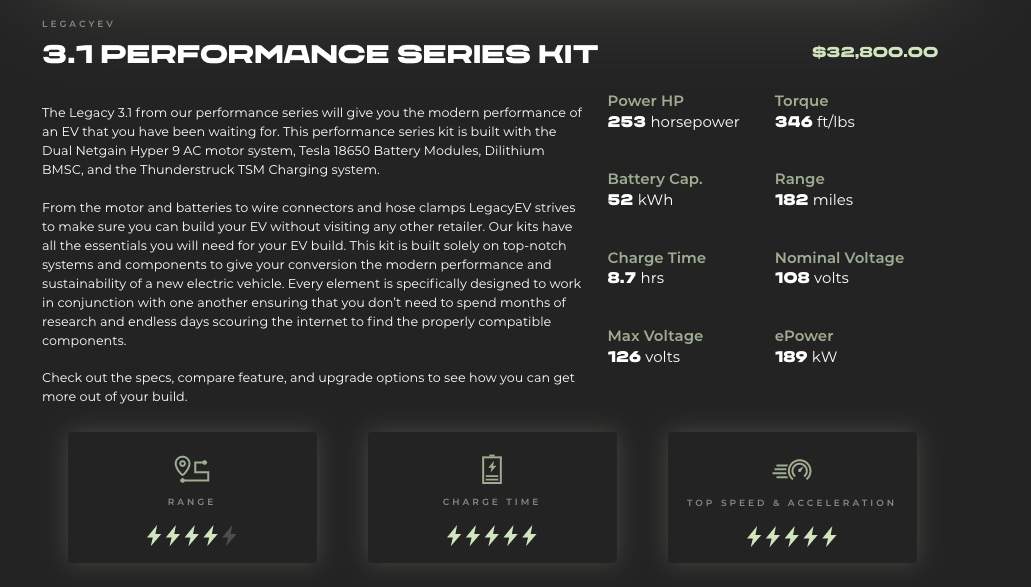 LEGACYEV
3.1 PERFORMANCE SERIES KIT
$32,800.00
The Legacy 3.1 from our performance series will give you the modern performance of
an EV that you have been waiting for. This performance series kit is built with the
Dual Netgain Hyper 9 AC motor system, Tesla 18650 Battery Modules, Dilithium
BMSC, and the Thunderstruck TSM Charging system.
From the motor and batteries to wire connectors and hose clamps LegacyEV strives
to make sure you can build your EV without visiting any other retailer. Our kits have
all the essentials you will need for your EV build. This kit is built solely on top-notch
systems and components to give your conversion the modern performance and
sustainability of a new electric vehicle. Every element is specifically designed to work
in conjunction with one another ensuring that you don’t need to spend months of
research and endless days scouring the internet to find the properly compatible
components.
Check out the specs, compare feature, and upgrade options to see how you can get
more out of your build.
Power HP
253 horsepower
Torque
346 ft/lbs
Battery Cap.
52 kWh
Range
182 miles
Charge Time
8.7 hrs
Nominal Voltage
108 volts
Max Voltage
126 volts
ePower
189 kW
RANGE
CHARGE TIME
TOP SPEED & ACCELERATION